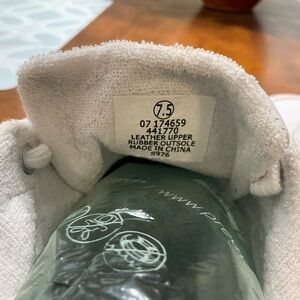 7.5
07 174659
441770
LEATHER UPPER
RUBBER OUTSOLE
MADE IN CHINA
5976